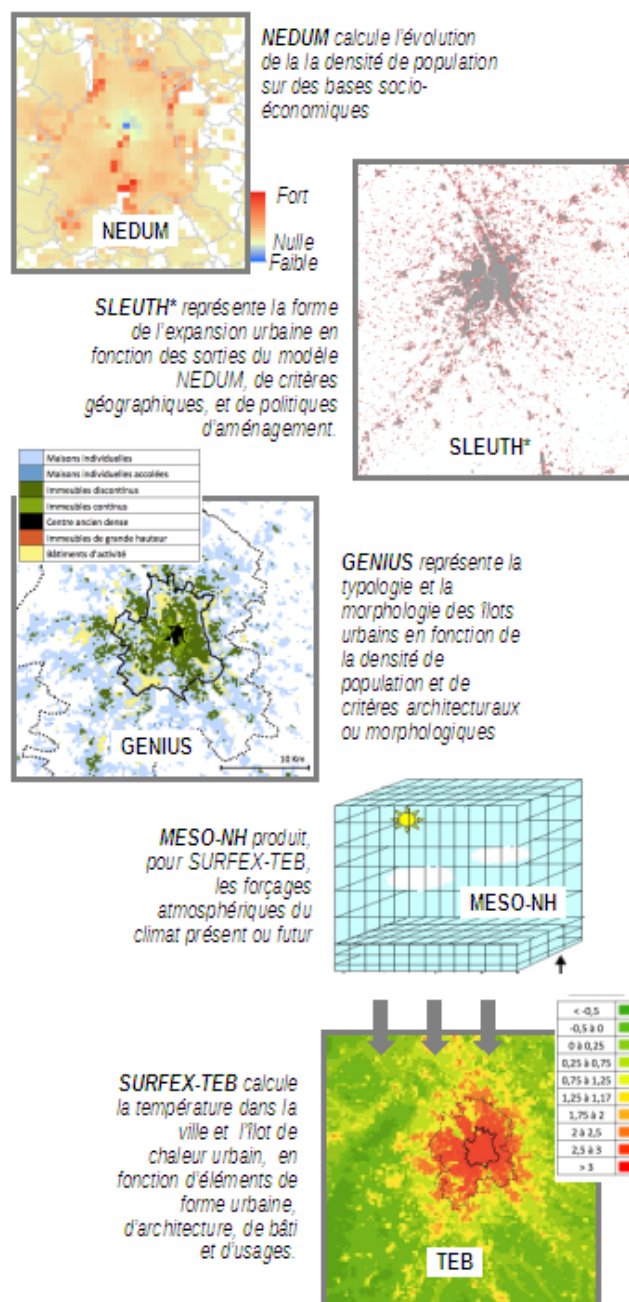 NEDUM calcule l'évolution
de la la densité de population
sur des bases socio-
économiques
Fort
Nulle
Faible
NEDUM
SLEUTH* représente la forme
de l'expansion urbaine en
fonction des sorties du modèle
NEDUM, de critères
géographiques, et de politiques
d'aménagement.
SLEUTH*
Maisons individuelles
Maisons individuelles accolées
Immeubles discontinus
Immeubles continus
Centre ancien dense
Immeubles de grande hauteur
Bâtiments d'activité
GENIUS
10 Km
GENIUS représente la
typologie et la
morphologie des îlots
urbains en fonction de
la densité de
population et de
critères architecturaux
ou morphologiques
MESO-NH produit,
pour SURFEX-TEB,
les forçages
atmosphériques du
climat présent ou futur
MESO-NH
SURFEX-TEB calcule
la température dans la
ville et l'îlot de
chaleur urbain, en
fonction d'éléments de
forme urbaine,
d'architecture, de bâti
et d'usages.
< -0,5
-0,5 à 0
0 à 0,25
0,25 à 0,75
0,75 à 1,25
1,25 à 1,17
1,75 à 2
2 à 2,5
2,5 à 3
> 3
TEB